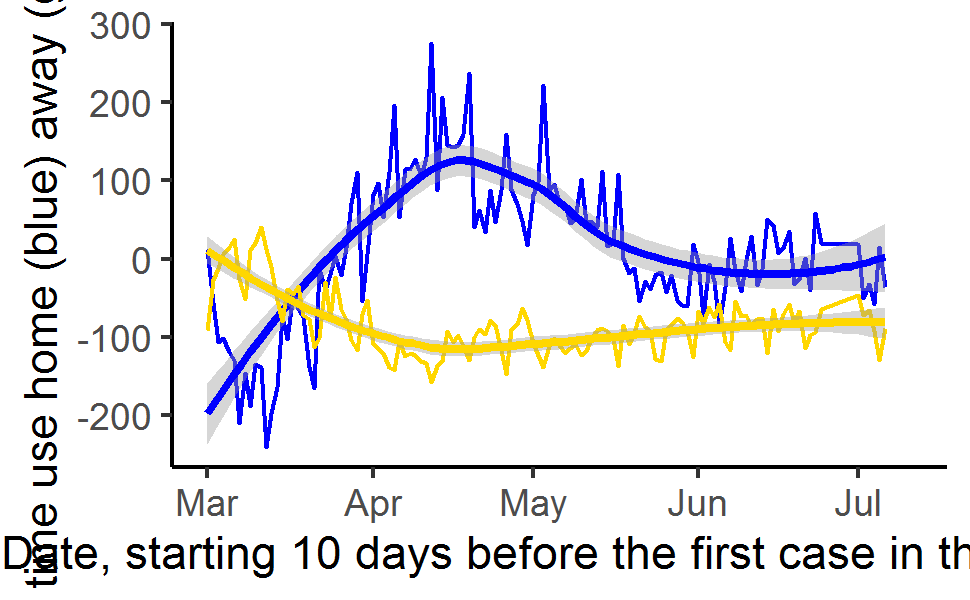 time use home (blue) away (
300
200
100
0
-100
-200
Mar Apr May Jun Jul
Date, starting 10 days before the first case in th